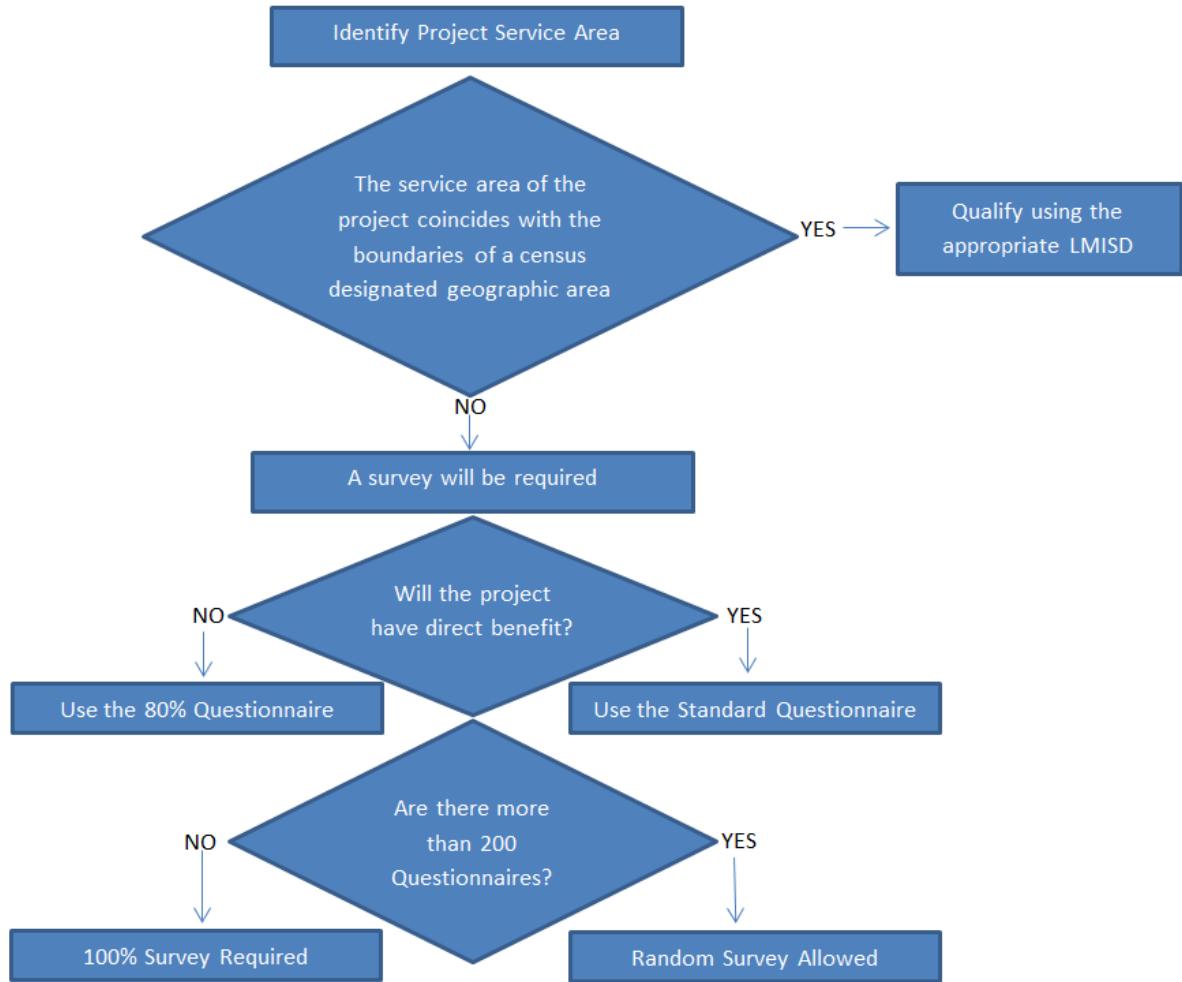 Identify Project Service Area
The service area of the
project coincides with the
boundaries of a census
designated geographic area
YES
Qualify using the
appropriate LMISD
NO
A survey will be required
Will the project
have direct benefit?
NO
YES
Use the 80% Questionnaire
Use the Standard Questionnaire
Are there more
than 200
Questionnaires?
NO
YES
100% Survey Required
Random Survey Allowed